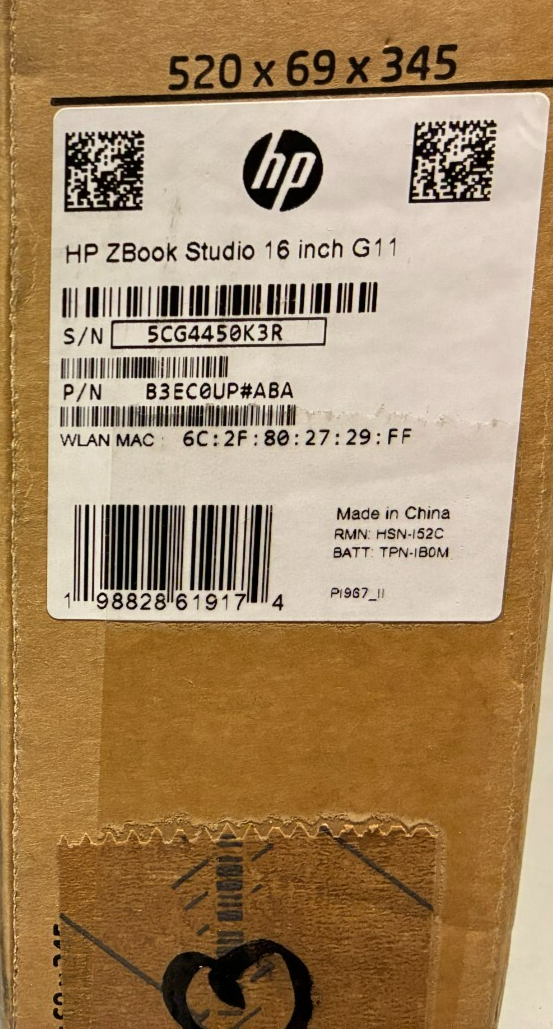 520 x 69 x 345
hp
HP ZBook Studio 16 inch G11
S/N 5CG4450K3R
P/N B3EC0UP#ABA
WLAN MAC : 6C:2F:80:27:29:FF
Made in China
RMN: HSN-I52C
BATT: TPN-IB0M
PI967_II
1 98828 61917 4